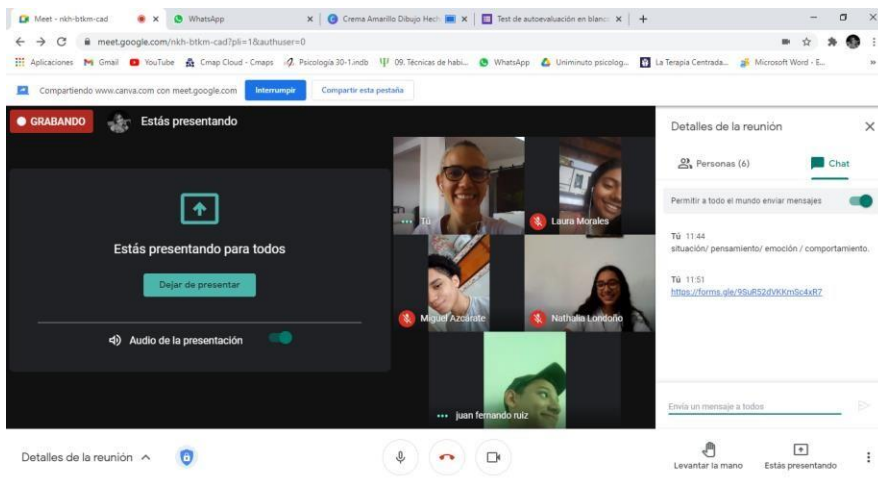 Meet - nkh-btkm-cad
WhatsApp
Crema Amarillo Dibujo Hech
Test de autoevaluación en blanc
meet.google.com/nkh-btkm-cad?pli=1&authuser=0
Aplicaciones
Gmail
YouTube
Cmap Cloud - Cmaps
Psicología 30-1.indb
09. Técnicas de habi...
WhatsApp
Uniminuto psicolog...
La Terapia Centrada...
Microsoft Word - E...
Compartiendo www.canva.com con meet.google.com
Interrumpir
Compartir esta pestaña
GRABANDO
Estás presentando
Estás presentando para todos
Dejar de presentar
Audio de la presentación
Tú
Laura Morales
Miguel Azcárate
Nathalia Londoño
juan fernando ruiz
Detalles de la reunión
Personas (6)
Chat
Permitir a todo el mundo enviar mensajes
Tú 11:44
situación/ pensamiento/ emoción / comportamiento.
Tú 11:51
https://forms.gle/9SuR52dVKKmSc4xR7
Envía un mensaje a todos
Detalles de la reunión
Levantar la mano
Estás presentando